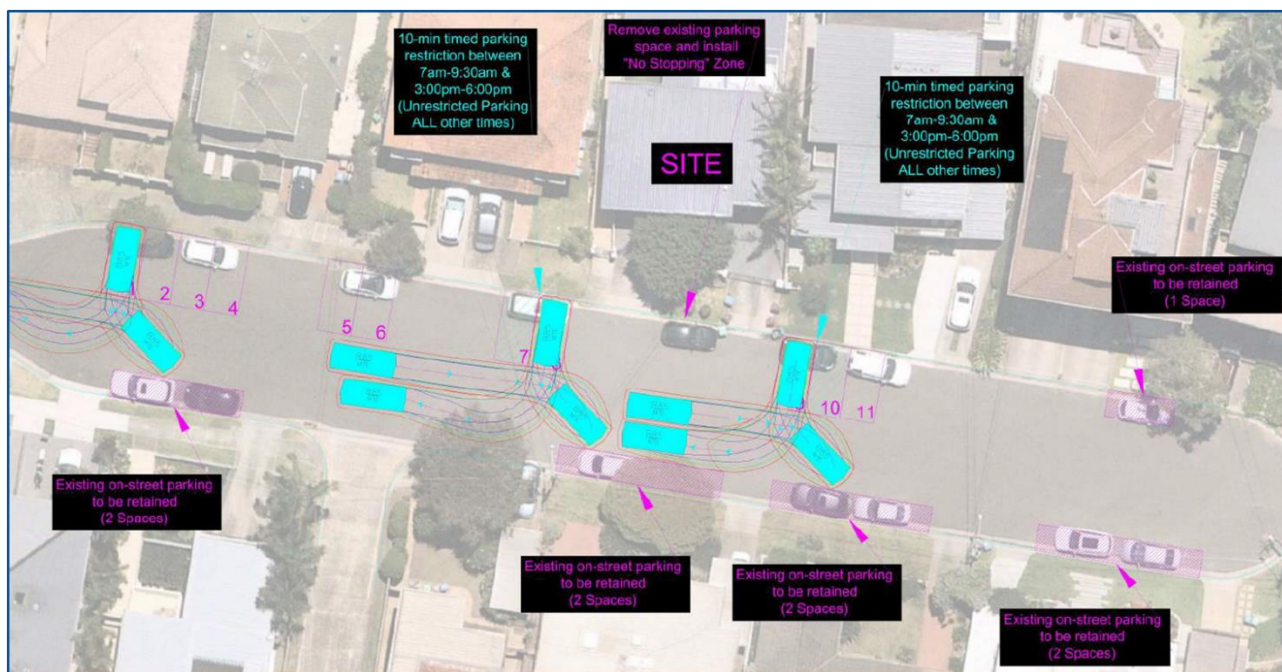 10-min timed parking
restriction between
7am-9:30am &
3:00pm-6:00pm
(Unrestricted Parking
ALL other times)
Remove existing parking
space and install
"No Stopping" Zone
SITE
10-min timed parking
restriction between
7am-9:30am &
3:00pm-6:00pm
(Unrestricted Parking
ALL other times)
Existing on-street parking
to be retained
(1 Space)
1
2
3
4
5
6
7
10
11
Existing on-street parking
to be retained
(2 Spaces)
Existing on-street parking
to be retained
(2 Spaces)
Existing on-street parking
to be retained
(2 Spaces)
Existing on-street parking
to be retained
(2 Spaces)